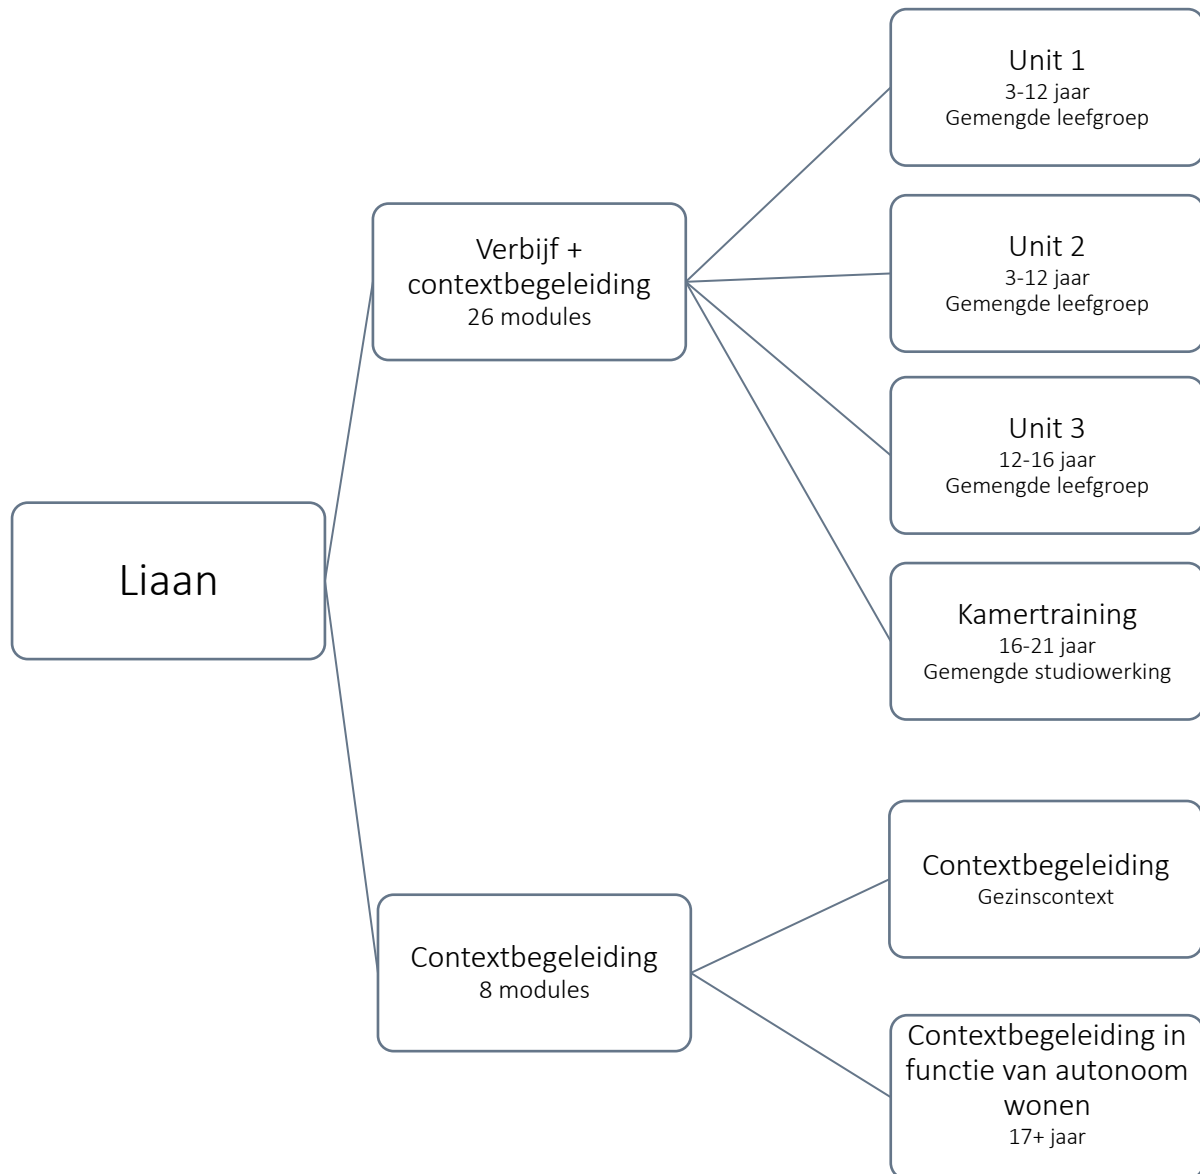 Liaan
Verbijf +
contextbegeleiding
26 modules
Unit 1
3-12 jaar
Gemengde leefgroep
Unit 2
3-12 jaar
Gemengde leefgroep
Unit 3
12-16 jaar
Gemengde leefgroep
Kamertraining
16-21 jaar
Gemengde studiowerking
Contextbegeleiding
8 modules
Contextbegeleiding
Gezinscontext
Contextbegeleiding in
functie van autonoom
wonen
17+ jaar